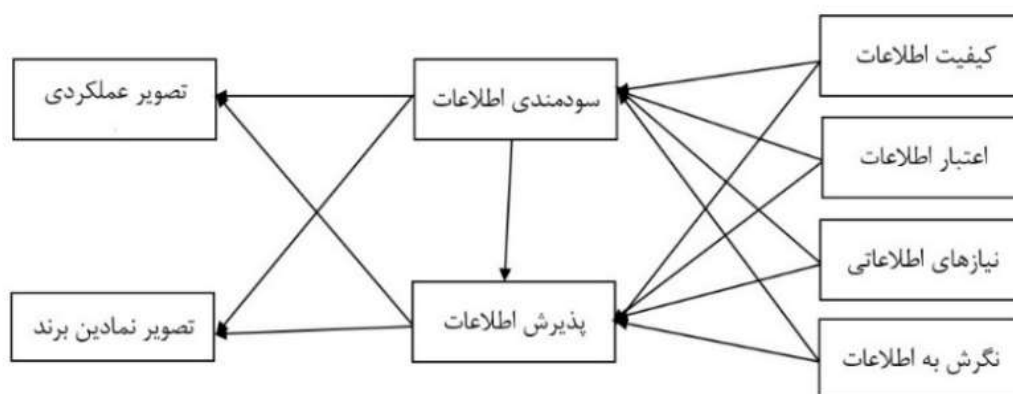 کیفیت اطلاعات
اعتبار اطلاعات
نیازهای اطلاعاتی
نگرش به اطلاعات
سودمندی اطلاعات
پذیرش اطلاعات
تصویر عملکردی
تصویر نمادین برند